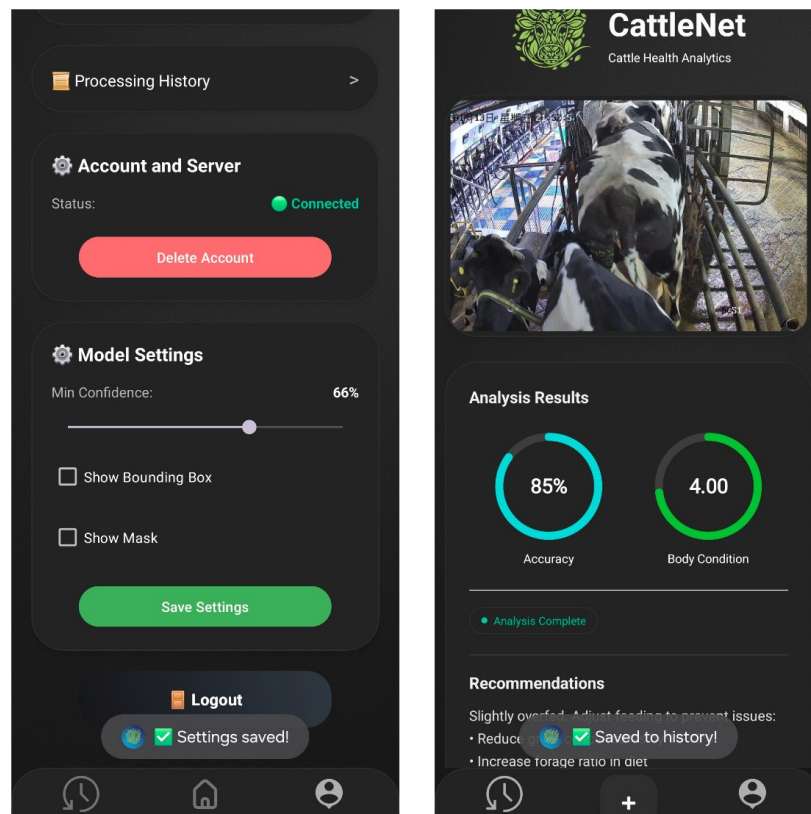 Processing History >
Account and Server
Status: Connected
Delete Account
Model Settings
Min Confidence: 66%
Show Bounding Box
Show Mask
Save Settings
Logout
Settings saved!
CattleNet
Cattle Health Analytics
Analysis Results
85%
4.00
Accuracy
Body Condition
Analysis Complete
Recommendations
Slightly overfed. Adjust feeding to prevent issues:
• Reduce
Saved to history!
• Increase forage ratio in diet
+